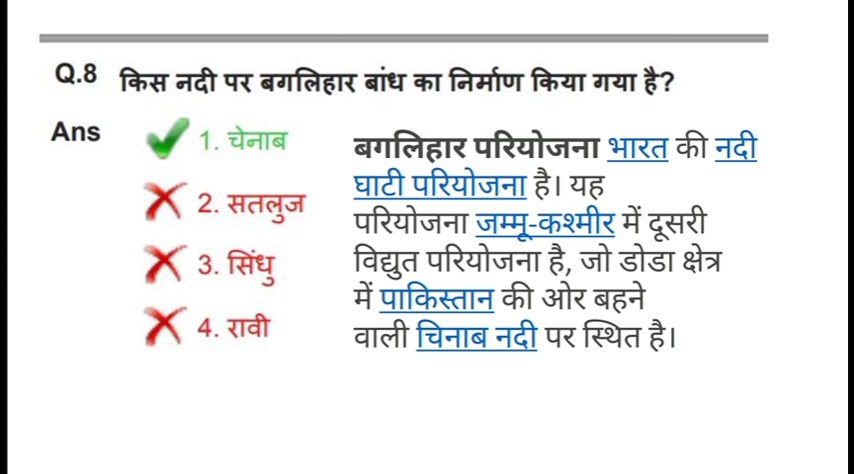 Q.8 किस नदी पर बगलिहार बांध का निर्माण किया गया है?
Ans
1. चेनाब
2. सतलुज
3. सिंधु
4. रावी
बगलिहार परियोजना भारत की नदी
घाटी परियोजना है। यह
परियोजना जम्मू-कश्मीर में दूसरी
विद्युत परियोजना है, जो डोडा क्षेत्र
में पाकिस्तान की ओर बहने
वाली चिनाब नदी पर स्थित है।